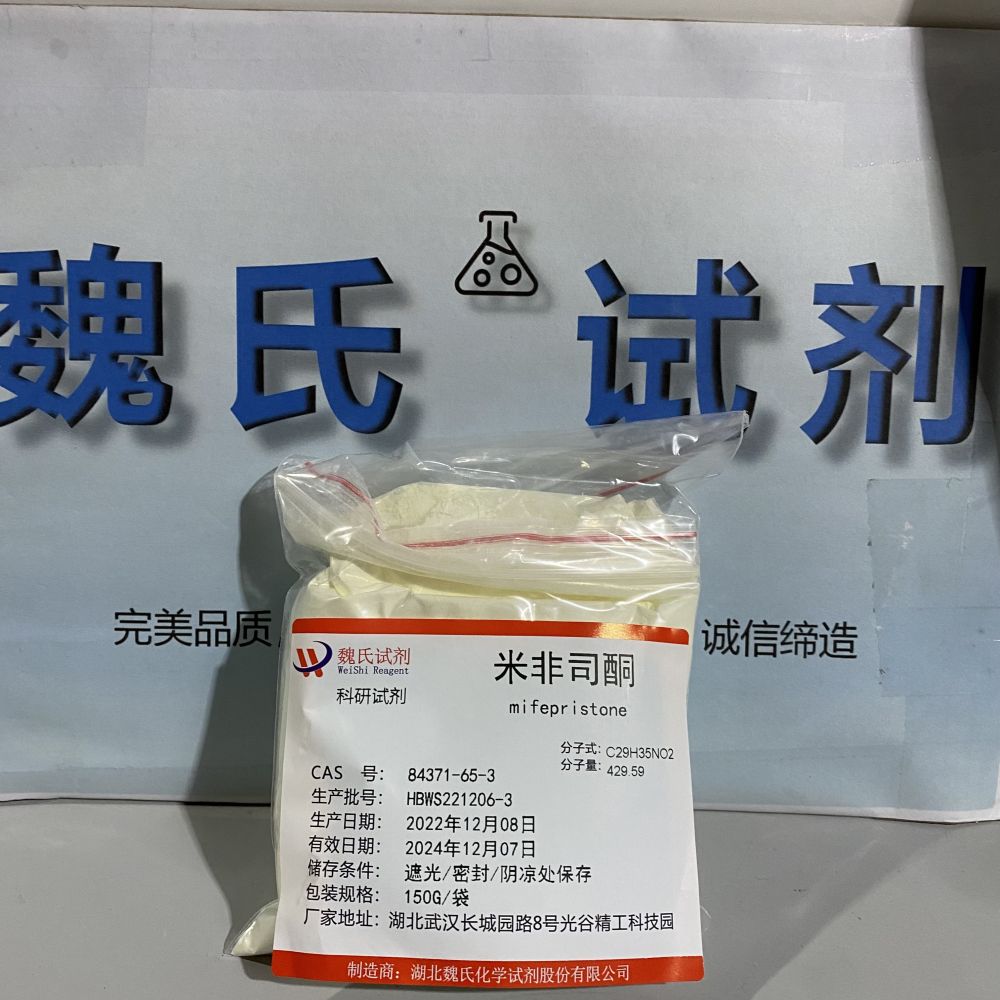 魏氏试剂
完美品质
诚信缔造
魏氏试剂
WeiShi Reagent
科研试剂
米非司酮
mifepristone
分子式: C29H35NO2
分子量: 429.59
CAS 号: 84371-65-3
生产批号: HBWS221206-3
生产日期: 2022年12月08日
有效日期: 2024年12月07日
储存条件: 遮光/密封/阴凉处保存
包装规格: 150G/袋
厂家地址: 湖北武汉长城园路8号光谷精工科技园
制造商: 湖北魏氏化学试剂股份有限公司